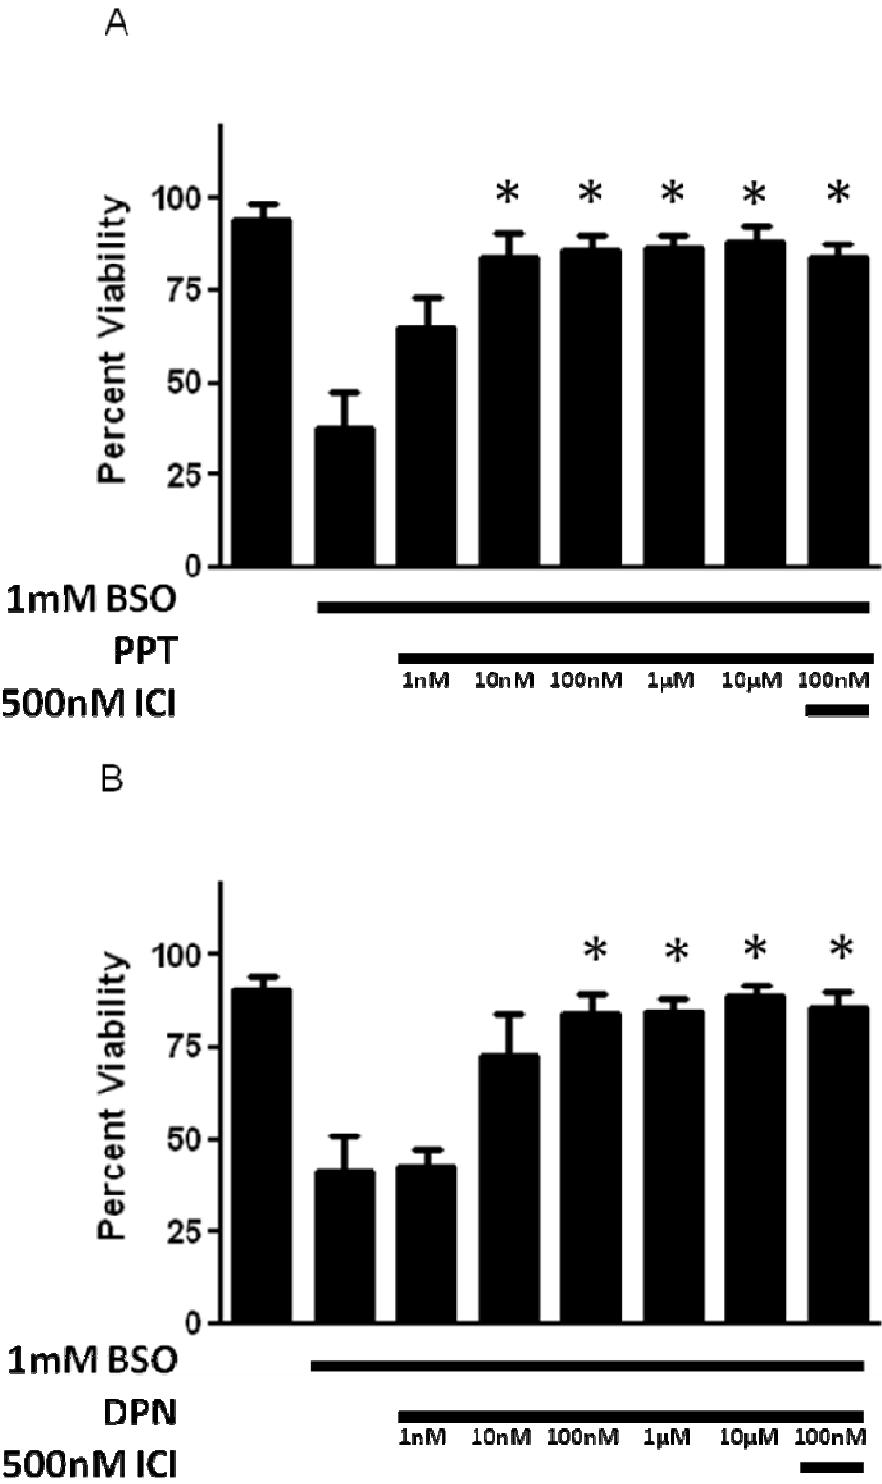 A
* * * * *
100
75
50
25
0
Percent Viability
1mM BSO
PPT
1nM 10nM 100nM 1µM 10µM 100nM
500nM ICI
B
* * * *
100
75
50
25
0
Percent Viability
1mM BSO
DPN
1nM 10nM 100nM 1µM 10µM 100nM
500nM ICI